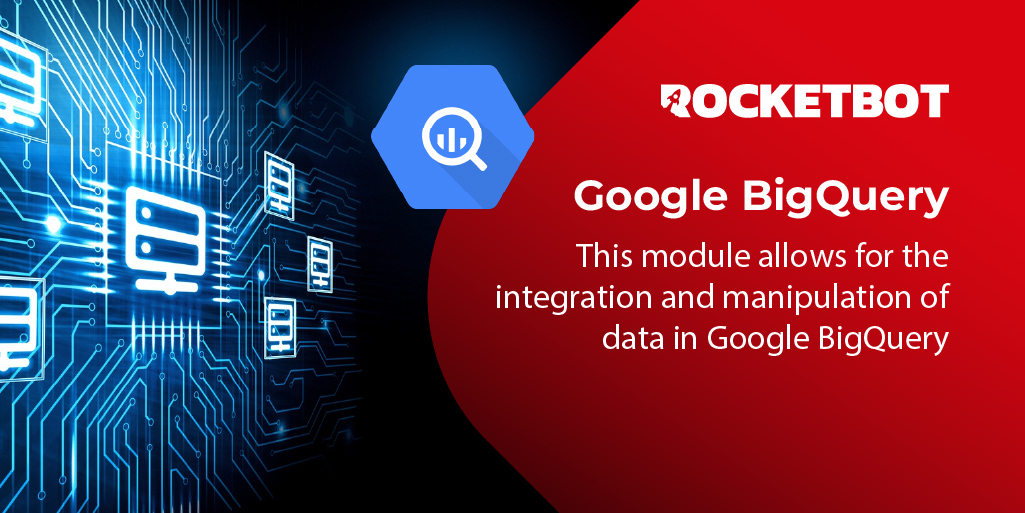 ROCKETBOT
Google BigQuery
This module allows for the
integration and manipulation of
data in Google BigQuery